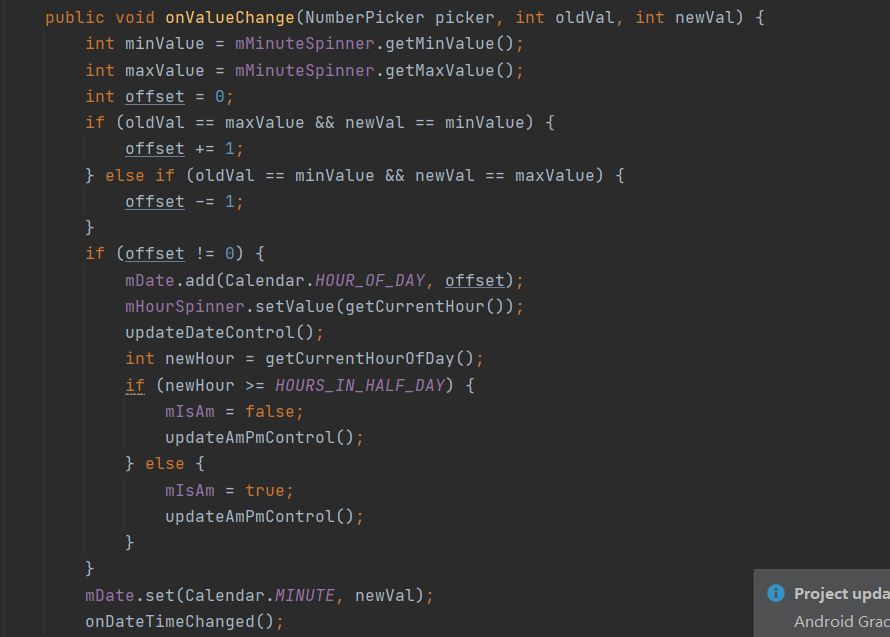 public void onValueChange(NumberPicker picker, int oldVal, int newVal) {
    int minValue = mMinuteSpinner.getMinValue();
    int maxValue = mMinuteSpinner.getMaxValue();
    int offset = 0;
    if (oldVal == maxValue && newVal == minValue) {
        offset += 1;
    } else if (oldVal == minValue && newVal == maxValue) {
        offset -= 1;
    }
    if (offset != 0) {
        mDate.add(Calendar.HOUR_OF_DAY, offset);
        mHourSpinner.setValue(getCurrentHour());
        updateDateControl();
        int newHour = getCurrentHourOfDay();
        if (newHour >= HOURS_IN_HALF_DAY) {
            mIsAm = false;
            updateAmPmControl();
        } else {
            mIsAm = true;
            updateAmPmControl();
        }
    }
    mDate.set(Calendar.MINUTE, newVal);
    onDateTimeChanged();
Project upda
Android Grad